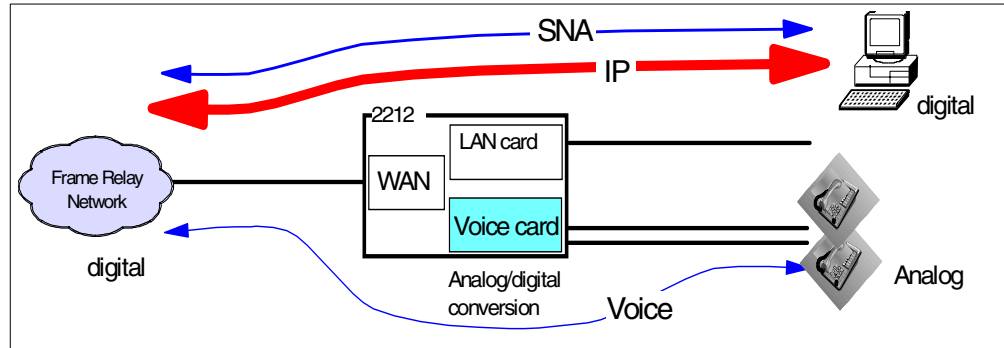 SNA
IP
digital
2212
LAN card
WAN
Voice card
Frame Relay
Network
digital
Analog/digital
conversion
Voice
Analog